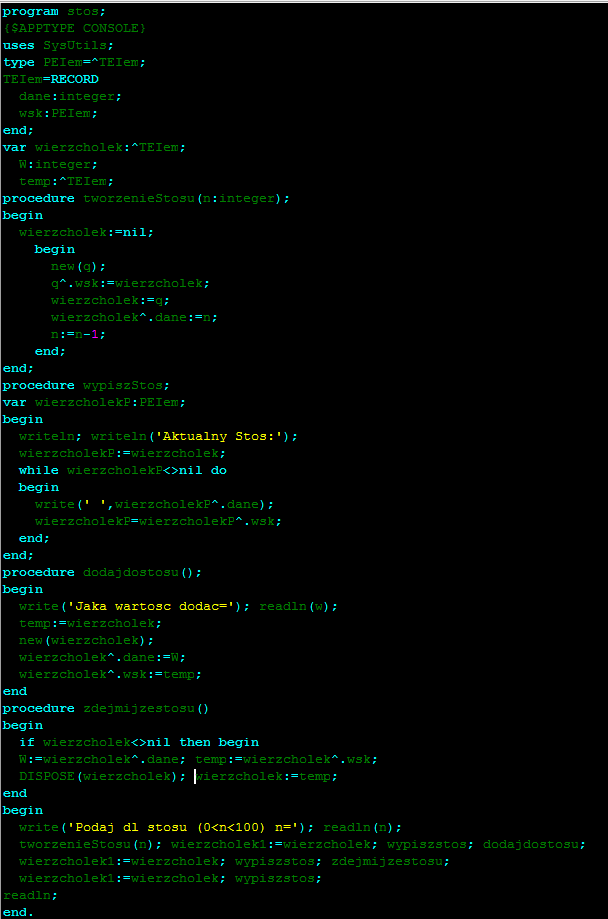 program stos;
{$APPTYPE CONSOLE}
uses SysUtils;
type PEIem=^TEIem;
TEIem=RECORD
  dane:integer;
  wsk:PEIem;
end;
var wierzcholek:^TEIem;
  W:integer;
  temp:^TEIem;
procedure tworzenieStosu(n:integer);
begin
  wierzcholek:=nil;
    begin
      new(q);
      q^.wsk:=wierzcholek;
      wierzcholek:=q;
      wierzcholek^.dane:=n;
      n:=n-1;
    end;
end;
procedure wypiszStos;
var wierzcholekP:PEIem;
begin
  writeln; writeln('Aktualny Stos:');
  wierzcholekP:=wierzcholek;
  while wierzcholekP<>nil do
  begin
    write(' ',wierzcholekP^.dane);
    wierzcholekP=wierzcholekP^.wsk;
  end;
end;
procedure dodajdostosu();
begin
  write('Jaka wartosc dodac='); readln(w);
  temp:=wierzcholek;
  new(wierzcholek);
  wierzcholek^.dane:=W;
  wierzcholek^.wsk:=temp;
end
procedure zdejmijzestosu()
begin
  if wierzcholek<>nil then begin
  W:=wierzcholek^.dane; temp:=wierzcholek^.wsk;
  DISPOSE(wierzcholek); wierzcholek:=temp;
end
begin
  write('Podaj dl stosu (0<n<100) n='); readln(n);
  tworzenieStosu(n); wierzcholek1:=wierzcholek; wypiszstos; dodajdostosu;
  wierzcholek1:=wierzcholek; wypiszstos; zdejmijzestosu;
  wierzcholek1:=wierzcholek; wypiszstos;
readln;
end.